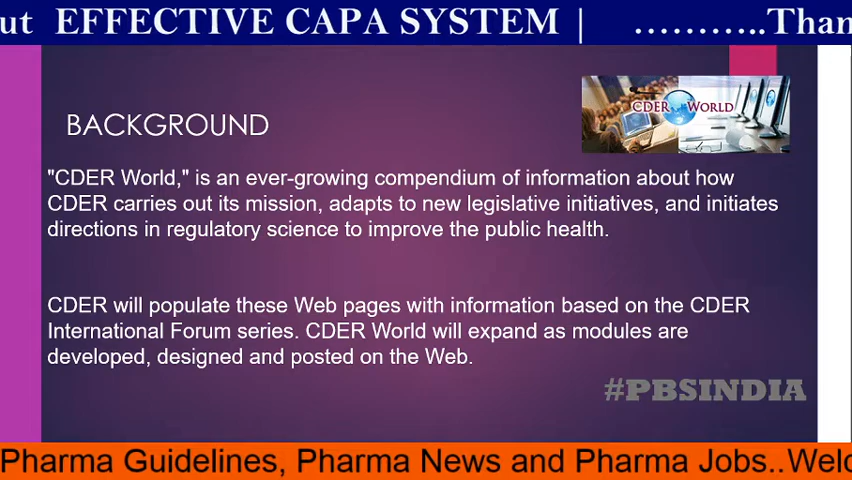 ut EFFECTIVE CAPA SYSTEM | ………..Than
CDER WORLD
BACKGROUND
"CDER World," is an ever-growing compendium of information about how
CDER carries out its mission, adapts to new legislative initiatives, and initiates
directions in regulatory science to improve the public health.
CDER will populate these Web pages with information based on the CDER
International Forum series. CDER World will expand as modules are
developed, designed and posted on the Web.
#PBSINDIA
Pharma Guidelines, Pharma News and Pharma Jobs..Welc